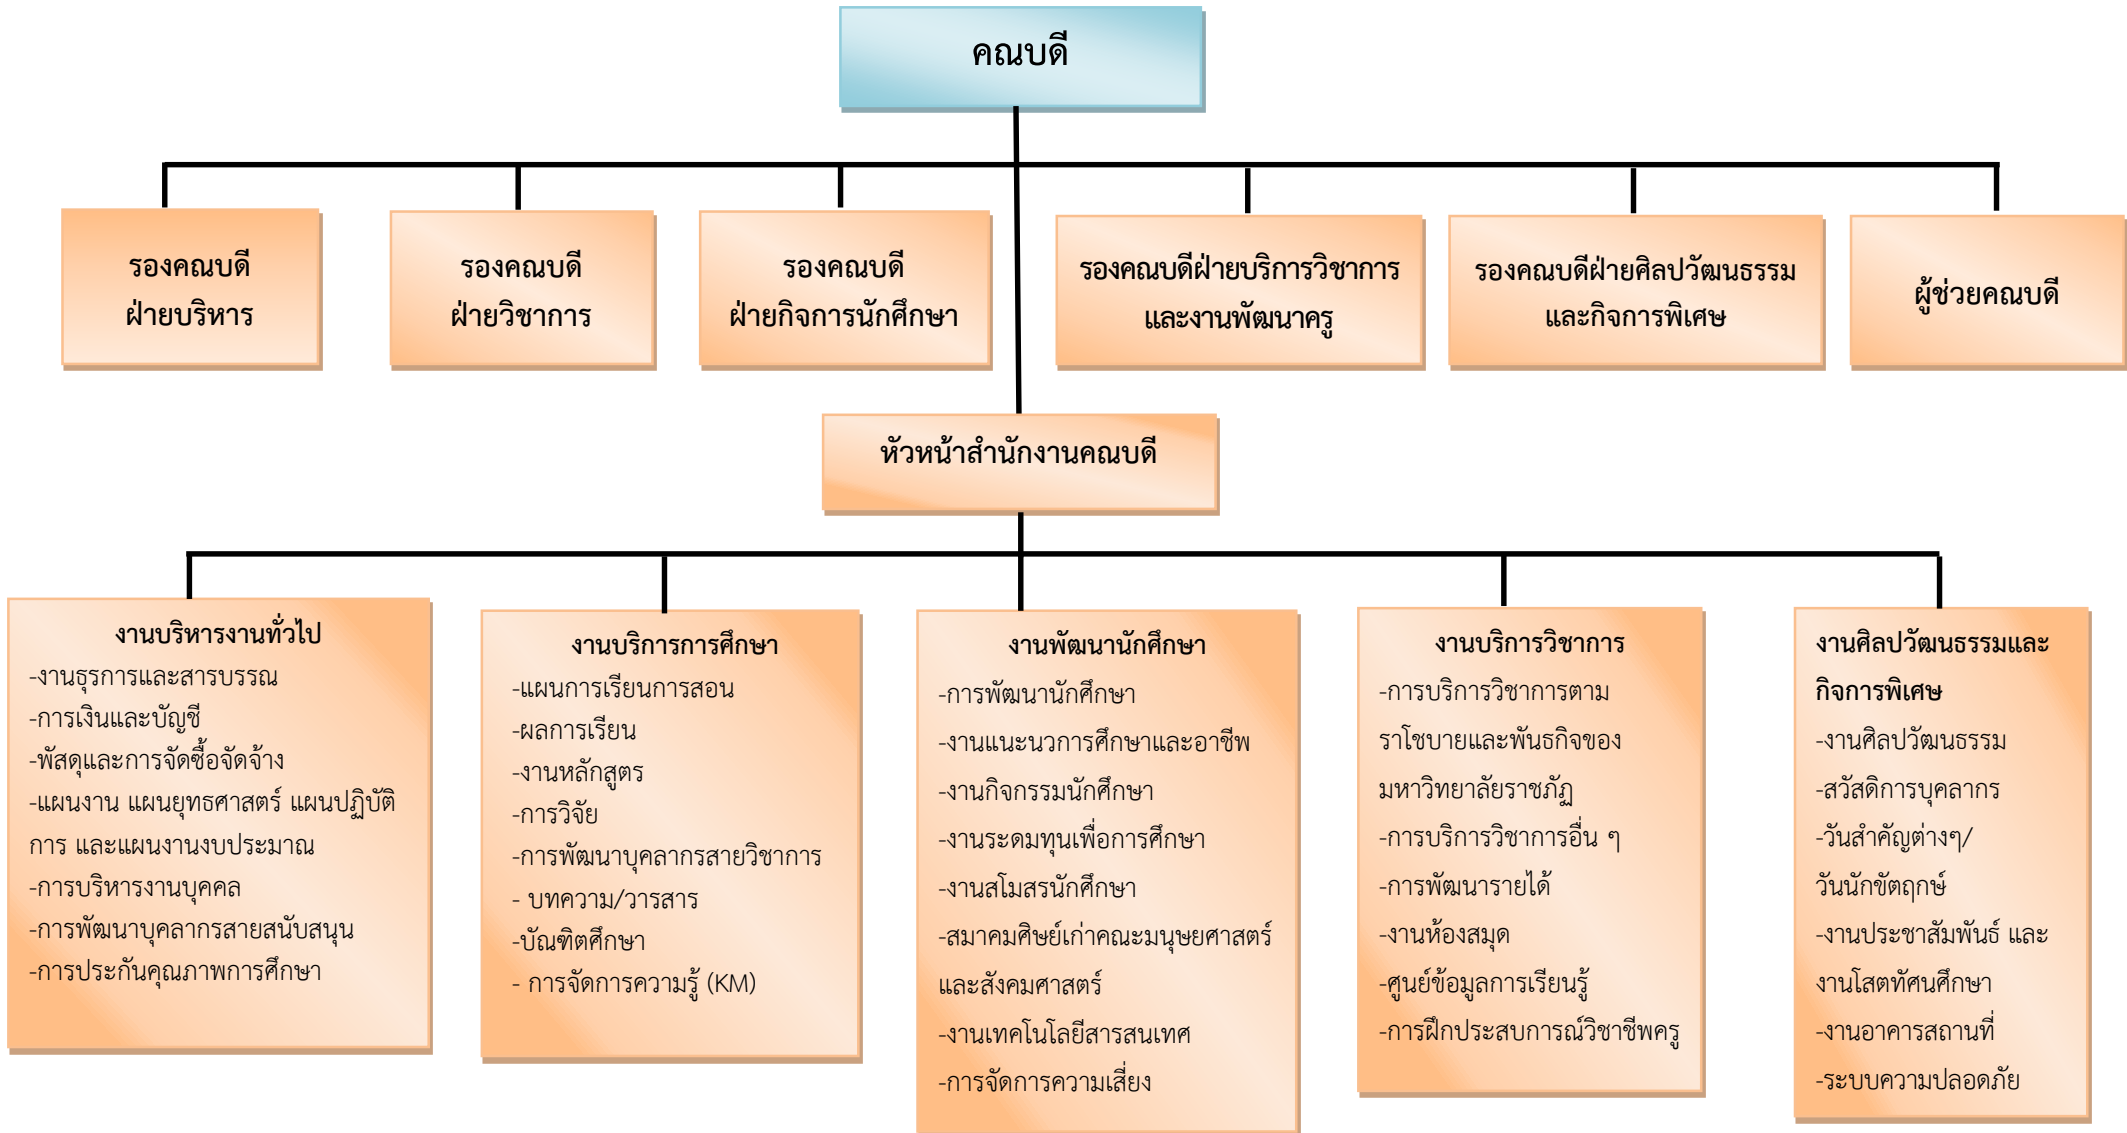 คณบดี
รองคณบดี
ฝ่ายบริหาร
รองคณบดี
ฝ่ายวิชาการ
รองคณบดี
ฝ่ายกิจการนักศึกษา
รองคณบดีฝ่ายบริการวิชาการ
และงานพัฒนาครู
รองคณบดีฝ่ายศิลปวัฒนธรรม
และกิจการพิเศษ
ผู้ช่วยคณบดี
หัวหน้าสำนักงานคณบดี
งานบริหารงานทั่วไป
-งานธุรการและสารบรรณ
-การเงินและบัญชี
-พัสดุและการจัดซื้อจัดจ้าง
-แผนงาน แผนยุทธศาสตร์ แผนปฏิบัติ
การ และแผนงานงบประมาณ
-การบริหารงานบุคคล
-การพัฒนาบุคลากรสายสนับสนุน
-การประกันคุณภาพการศึกษา
งานบริการการศึกษา
-แผนการเรียนการสอน
-ผลการเรียน
-งานหลักสูตร
-การวิจัย
-การพัฒนาบุคลากรสายวิชาการ
- บทความ/วารสาร
-บัณฑิตศึกษา
- การจัดการความรู้ (KM)
งานพัฒนานักศึกษา
-การพัฒนานักศึกษา
-งานแนะนวการศึกษาและอาชีพ
-งานกิจกรรมนักศึกษา
-งานระดมทุนเพื่อการศึกษา
-งานสโมสรนักศึกษา
-สมาคมศิษย์เก่าคณะมนุษยศาสตร์
และสังคมศาสตร์
-งานเทคโนโลยีสารสนเทศ
-การจัดการความเสี่ยง
งานบริการวิชาการ
-การบริการวิชาการตาม
ราโชบายและพันธกิจของ
มหาวิทยาลัยราชภัฏ
-การบริการวิชาการอื่น ๆ
-การพัฒนารายได้
-งานห้องสมุด
-ศูนย์ข้อมูลการเรียนรู้
-การฝึกประสบการณ์วิชาชีพครู
งานศิลปวัฒนธรรมและ
กิจการพิเศษ
-งานศิลปวัฒนธรรม
-สวัสดิการบุคลากร
-วันสำคัญต่างๆ/
วันนักขัตฤกษ์
-งานประชาสัมพันธ์ และ
งานโสตทัศนศึกษา
-งานอาคารสถานที่
-ระบบความปลอดภัย